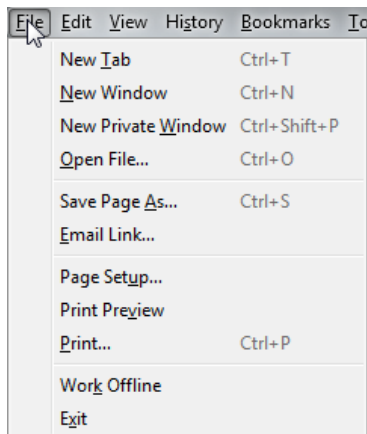 File Edit View History Bookmarks To
New Tab Ctrl+T
New Window Ctrl+N
New Private Window Ctrl+Shift+P
Open File... Ctrl+O
Save Page As... Ctrl+S
Email Link...
Page Setup...
Print Preview
Print... Ctrl+P
Work Offline
Exit